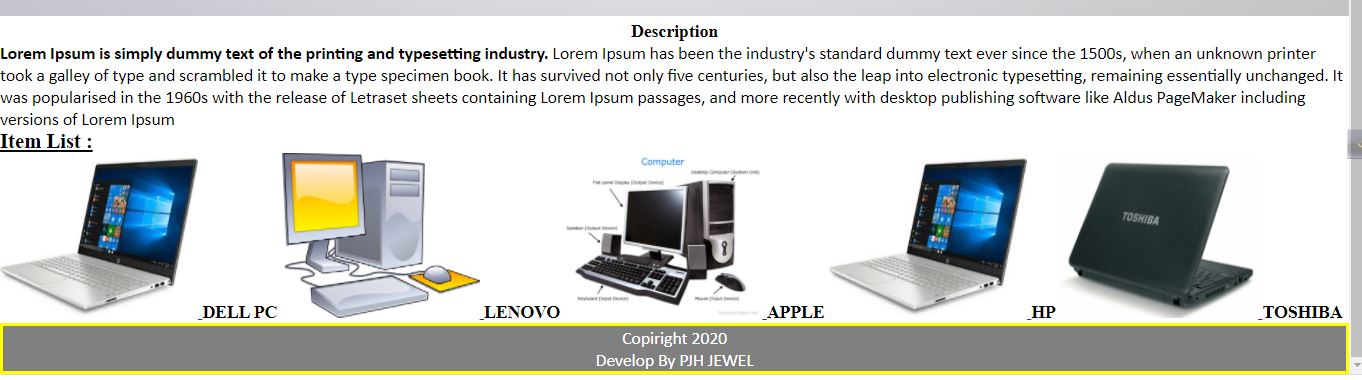 Description
Lorem Ipsum is simply dummy text of the printing and typesetting industry. Lorem Ipsum has been the industry's standard dummy text ever since the 1500s, when an unknown printer
took a galley of type and scrambled it to make a type specimen book. It has survived not only five centuries, but also the leap into electronic typesetting, remaining essentially unchanged. It
was popularised in the 1960s with the release of Letraset sheets containing Lorem Ipsum passages, and more recently with desktop publishing software like Aldus PageMaker including
versions of Lorem Ipsum
Item List :
Computer
Desktop Computer (System Unit)
Flat panel Display (Output Device)
Speaker (Output Device)
Keyboard (Input Device)
Mouse (Input Device)
TOSHIBA
DELL PC
LENOVO
APPLE
HP
TOSHIBA
Copiright 2020
Develop By PJH JEWEL